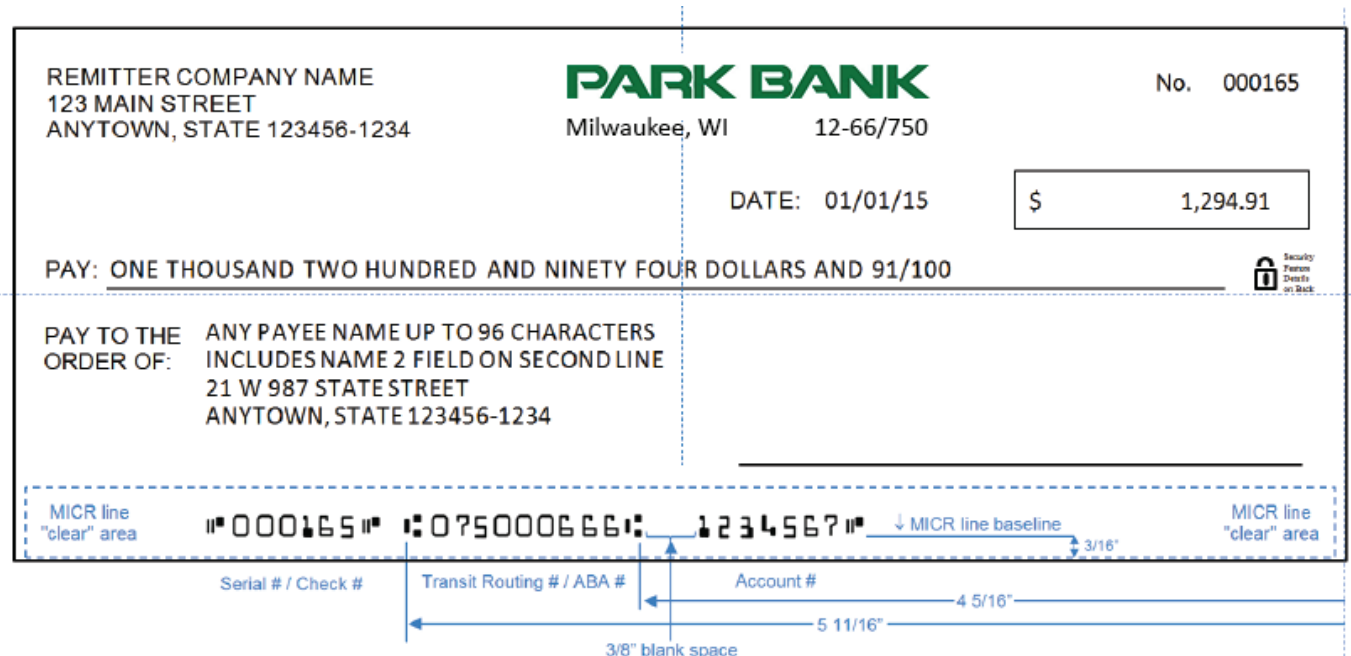 REMITTER COMPANY NAME
123 MAIN STREET
ANYTOWN, STATE 123456-1234
PARK BANK
Milwaukee, WI 12-66/750
No. 000165
DATE: 01/01/15
$ 1,294.91
PAY: ONE THOUSAND TWO HUNDRED AND NINETY FOUR DOLLARS AND 91/100
Security
Feature
Details
on Back
PAY TO THE
ORDER OF:
ANY PAYEE NAME UP TO 96 CHARACTERS
INCLUDES NAME 2 FIELD ON SECOND LINE
21 W 987 STATE STREET
ANYTOWN, STATE 123456-1234
MICR line
"clear" area
⑈000165⑈ ⑆075000666⑆ 1234567⑈
↓ MICR line baseline
3/16"
MICR line
"clear" area
Serial # / Check #
Transit Routing # / ABA #
Account #
4 5/16"
5 11/16"
3/8" blank space